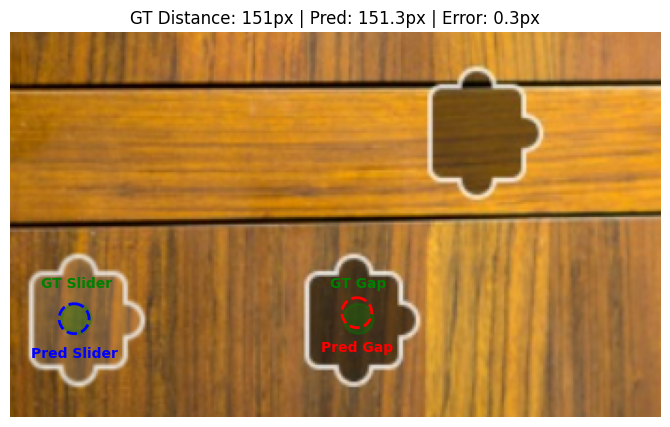 GT Distance: 151px | Pred: 151.3px | Error: 0.3px
GT Slider
GT Gap
Pred Gap
Pred Slider